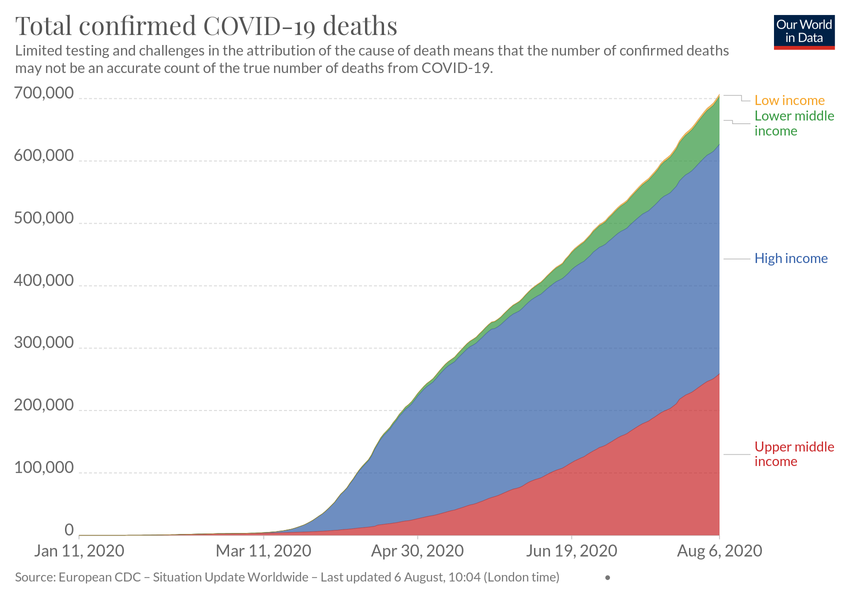 Total confirmed COVID-19 deaths
Our World
in Data
Limited testing and challenges in the attribution of the cause of death means that the number of confirmed deaths
may not be an accurate count of the true number of deaths from COVID-19.
700,000
600,000
500,000
400,000
300,000
200,000
100,000
0
Low income
Lower middle
income
High income
Upper middle
income
Jan 11, 2020
Mar 11, 2020
Apr 30, 2020
Jun 19, 2020
Aug 6, 2020
Source: European CDC – Situation Update Worldwide – Last updated 6 August, 10:04 (London time)